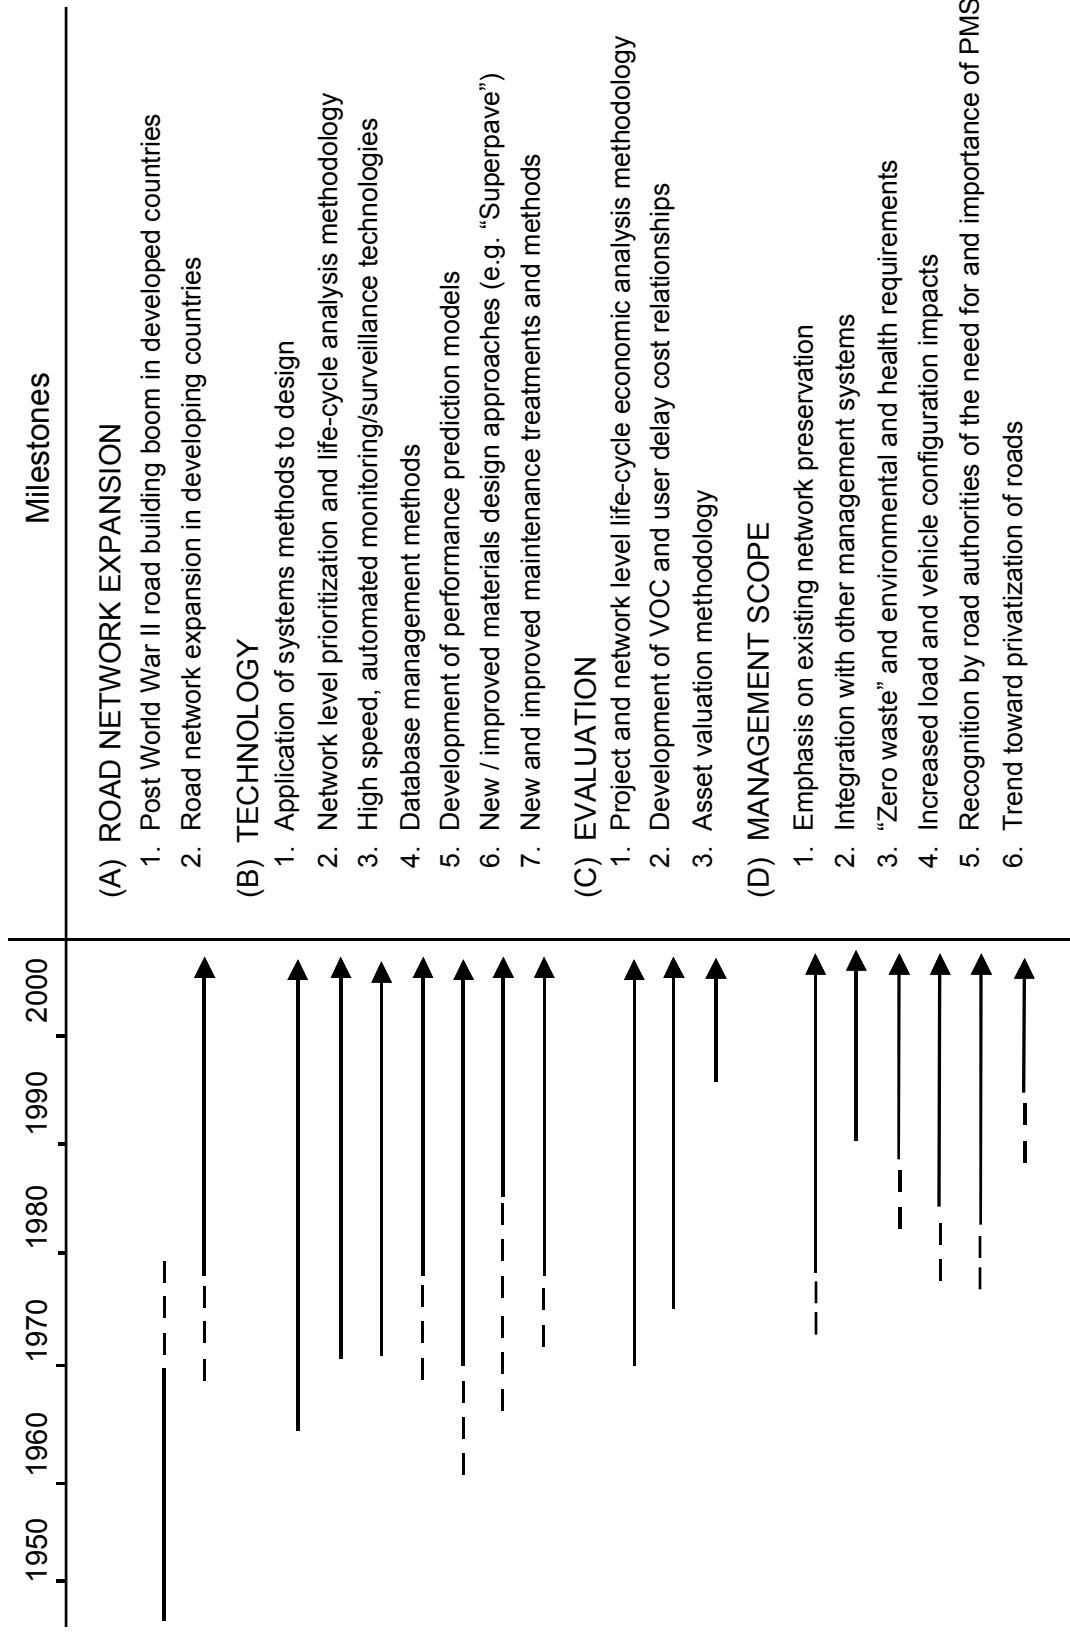 Milestones
1950 1960 1970 1980 1990 2000
(A) ROAD NETWORK EXPANSION
1. Post World War II road building boom in developed countries
2. Road network expansion in developing countries
(B) TECHNOLOGY
1. Application of systems methods to design
2. Network level prioritization and life-cycle analysis methodology
3. High speed, automated monitoring/surveillance technologies
4. Database management methods
5. Development of performance prediction models
6. New / improved materials design approaches (e.g. “Superpave”)
7. New and improved maintenance treatments and methods
(C) EVALUATION
1. Project and network level life-cycle economic analysis methodology
2. Development of VOC and user delay cost relationships
3. Asset valuation methodology
(D) MANAGEMENT SCOPE
1. Emphasis on existing network preservation
2. Integration with other management systems
3. “Zero waste” and environmental and health requirements
4. Increased load and vehicle configuration impacts
5. Recognition by road authorities of the need for and importance of PMS
6. Trend toward privatization of roads